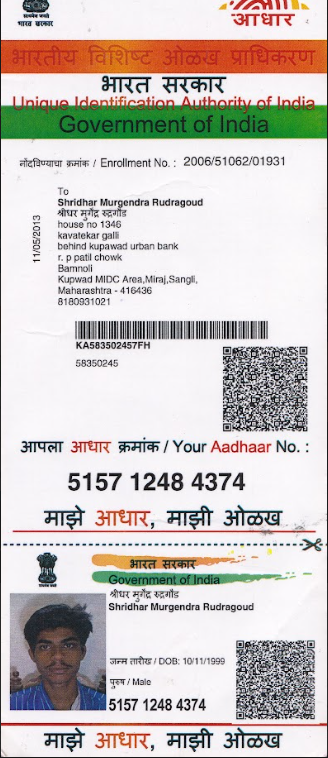 सत्यमेव जयते
भारत सरकार
आधार
भारतीय विशिष्ट ओळख प्राधिकरण
भारत सरकार
Unique Identification Authority of India
Government of India
नोंदविण्याचा क्रमांक / Enrollment No. : 2006/51062/01931
11/05/2013
To
Shridhar Murgendra Rudragoud
श्रीधर मुर्गेंद्र रुद्रगौड
house no 1346
kavatekar galli
behind kupawad urban bank
r. p patil chowk
Bamnoli
Kupwad MIDC Area,Miraj,Sangli,
Maharashtra - 416436
8180931021
KA583502457FH
58350245
आपला आधार क्रमांक / Your Aadhaar No. :
5157 1248 4374
माझे आधार, माझी ओळख
भारत सरकार
Government of India
श्रीधर मुर्गेंद्र रुद्रगौड
Shridhar Murgendra Rudragoud
जन्म तारीख / DOB: 10/11/1999
पुरुष / Male
5157 1248 4374
माझे आधार, माझी ओळख